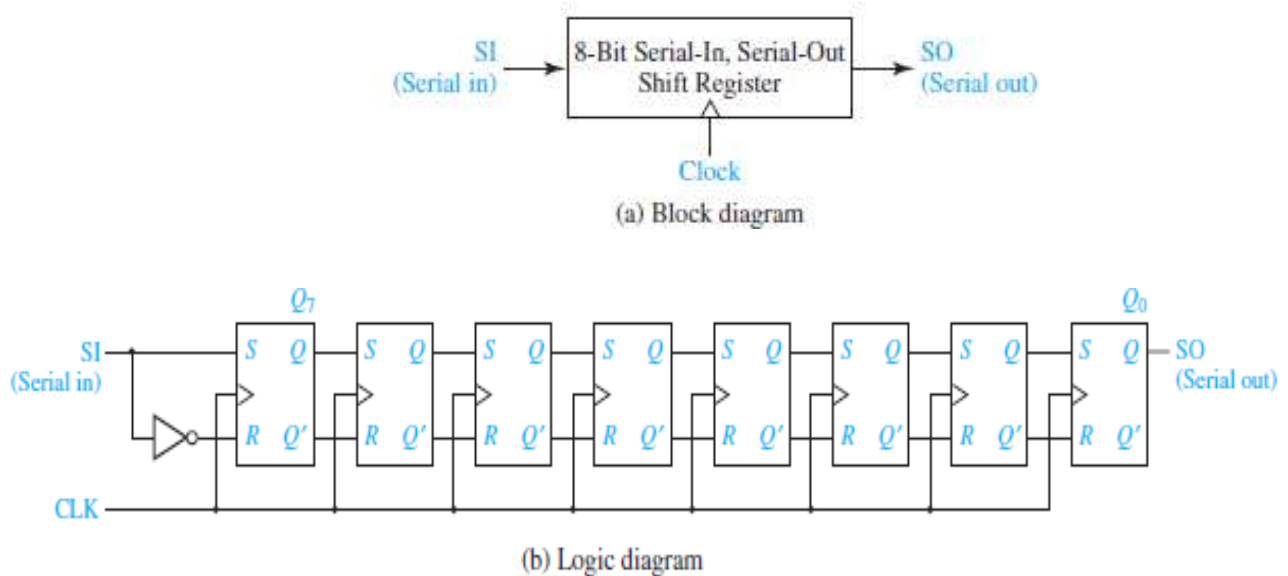 SI
(Serial in)
8-Bit Serial-In, Serial-Out
Shift Register
SO
(Serial out)
Clock
(a) Block diagram
Q7 Q0
SI
(Serial in)
S Q S Q S Q S Q S Q S Q S Q S Q
SO
(Serial out)
R Q' R Q' R Q' R Q' R Q' R Q' R Q' R Q'
CLK
(b) Logic diagram